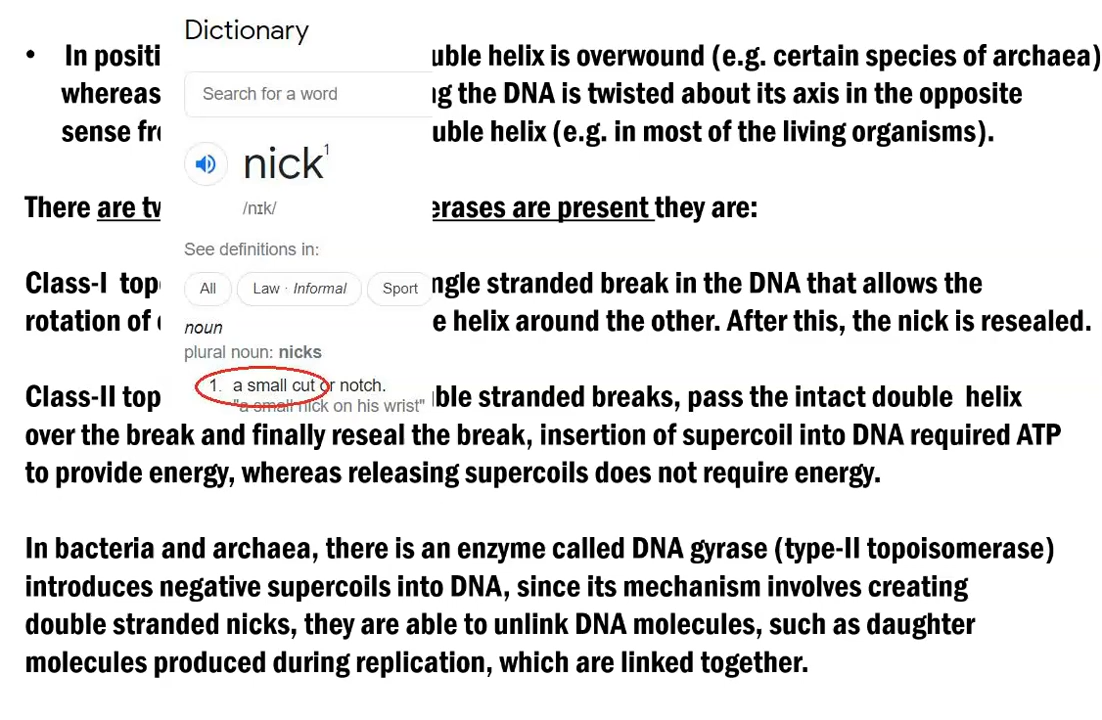 Dictionary
• In positi
uble helix is overwound (e.g. certain species of archaea)
Search for a word
whereas
g the DNA is twisted about its axis in the opposite
sense fr
uble helix (e.g. in most of the living organisms).
nick1
/nɪk/
There are tw
erases are present they are:
See definitions in:
All
Law · Informal
Sport
Class-I top
ngle stranded break in the DNA that allows the
rotation of
e helix around the other. After this, the nick is resealed.
noun
plural noun: nicks
1. a small cut or notch.
"a small nick on his wrist"
Class-II top
ble stranded breaks, pass the intact double helix
over the break and finally reseal the break, insertion of supercoil into DNA required ATP
to provide energy, whereas releasing supercoils does not require energy.
In bacteria and archaea, there is an enzyme called DNA gyrase (type-II topoisomerase)
introduces negative supercoils into DNA, since its mechanism involves creating
double stranded nicks, they are able to unlink DNA molecules, such as daughter
molecules produced during replication, which are linked together.